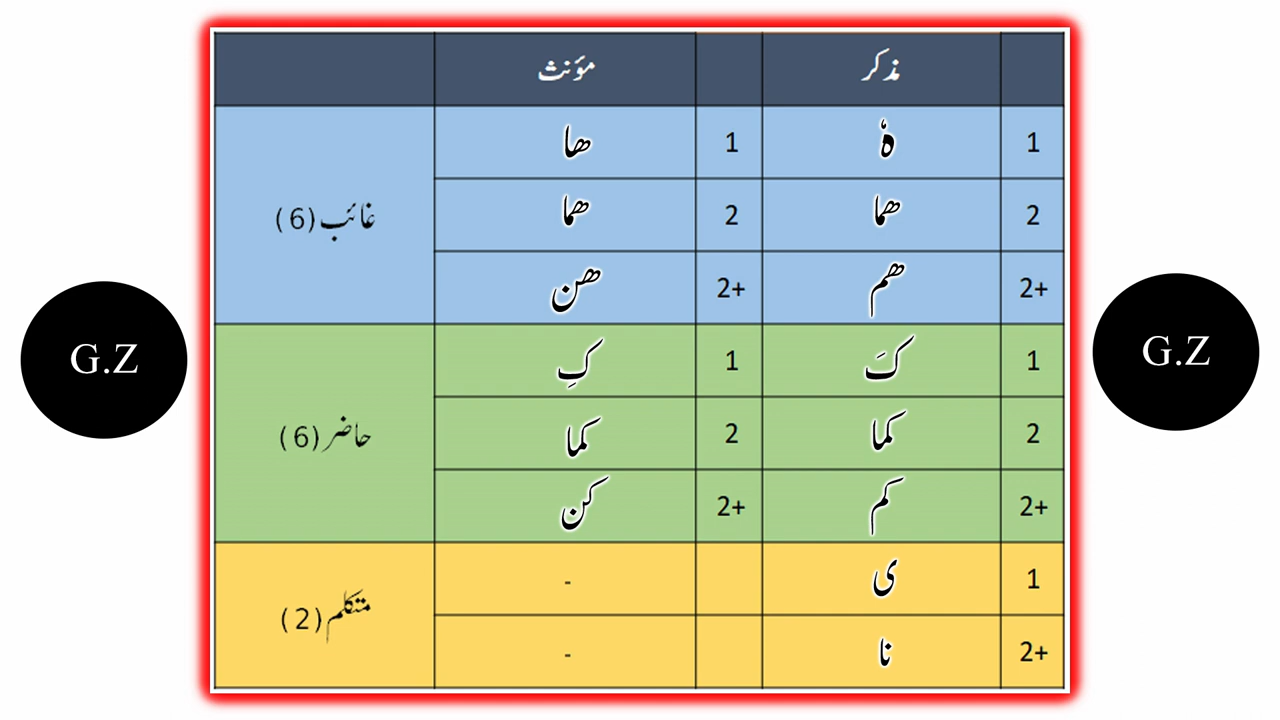 مذکر مؤنث
1 هٗ 1 ھا غائب (6)
2 ھما 2 ھما
2+ ھم 2+ ھن
1 کَ 1 کِ حاضر (6)
2 کما 2 کما
2+ کم 2+ کن
1 ی - متکلم (2)
2+ نا -
G.Z
G.Z